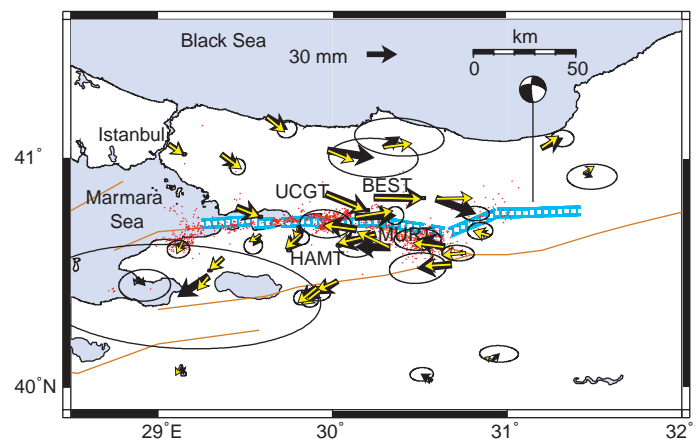 Black Sea
30 mm
km
0 50
Istanbul
41°
UCGT
BEST
Marmara
Sea
HAMT
40°N
29°E
30°
31°
32°